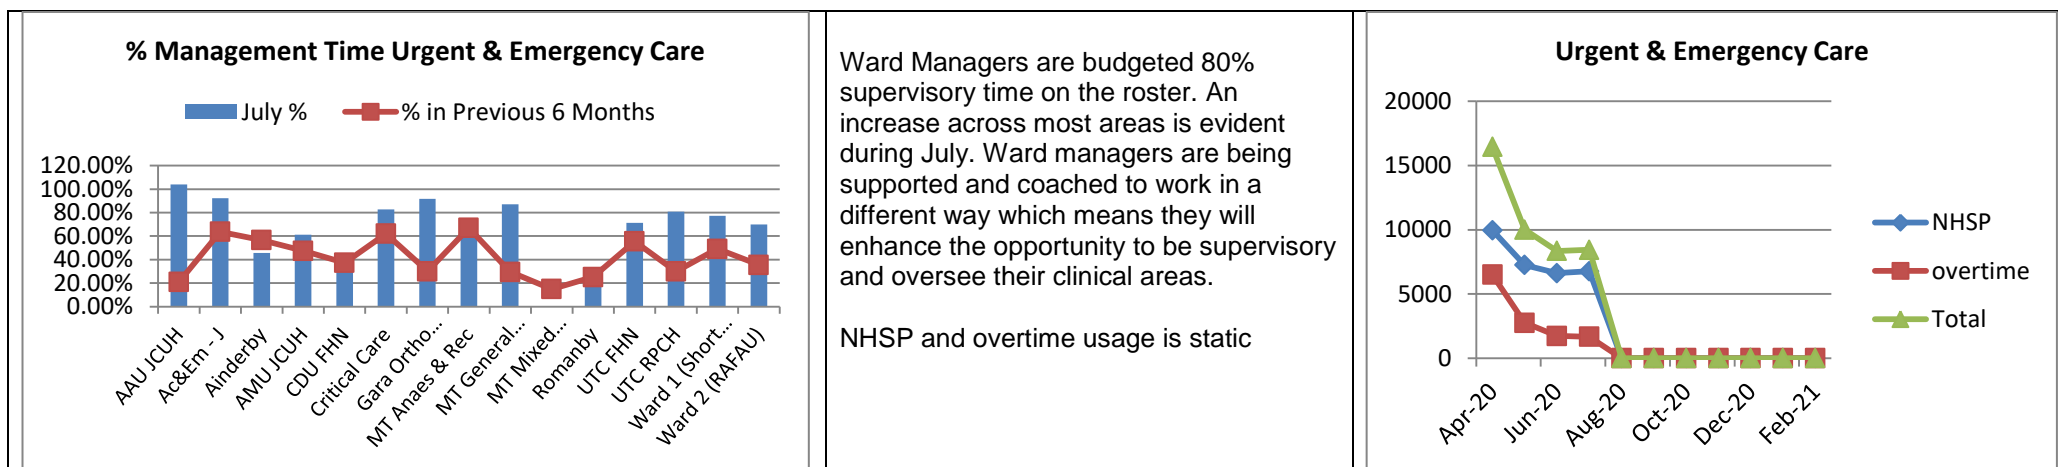 % Management Time Urgent & Emergency Care
July %
% in Previous 6 Months
120.00%
100.00%
80.00%
60.00%
40.00%
20.00%
0.00%
AAU JCUH
Ac&Em - J
Ainderby
AMU JCUH
CDU FHN
Critical Care
Gara Ortho…
MT Anaes & Rec
MT General…
MT Mixed…
Romanby
UTC FHN
UTC RPCH
Ward 1 (Short…
Ward 2 (RAFAU)
Ward Managers are budgeted 80%
supervisory time on the roster. An
increase across most areas is evident
during July. Ward managers are being
supported and coached to work in a
different way which means they will
enhance the opportunity to be supervisory
and oversee their clinical areas.
NHSP and overtime usage is static
Urgent & Emergency Care
20000
15000
10000
5000
0
Apr-20
Jun-20
Aug-20
Oct-20
Dec-20
Feb-21
NHSP
overtime
Total